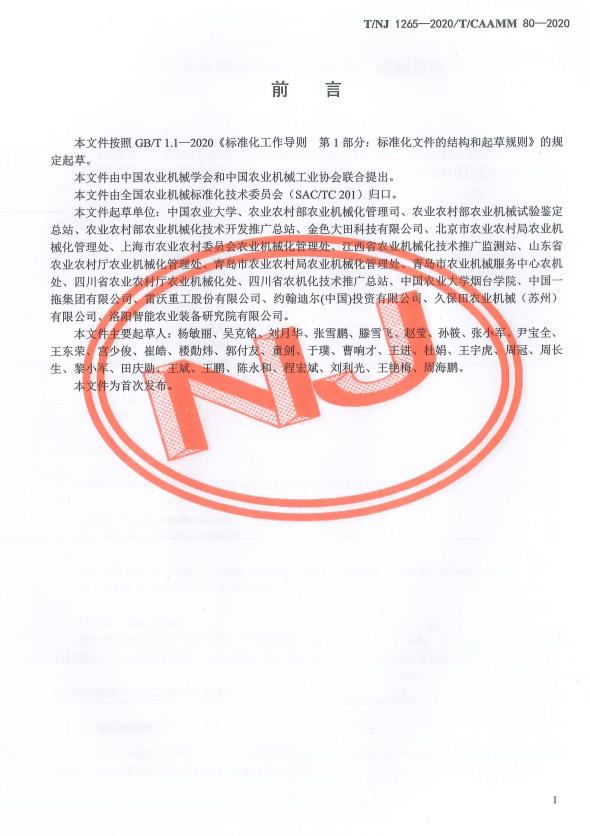 T/NJ 1265—2020/T/CAAMM 80—2020
前 言
本文件按照 GB/T 1.1—2020《标准化工作导则 第 1 部分：标准化文件的结构和起草规则》的规
定起草。
本文件由中国农业机械学会和中国农业机械工业协会联合提出。
本文件由全国农业机械标准化技术委员会（SAC/TC 201）归口。
本文件起草单位：中国农业大学、农业农村部农业机械化管理司、农业农村部农业机械试验鉴定
总站、农业农村部农业机械化技术开发推广总站、金色大田科技有限公司、北京市农业农村局农业机
械化管理处、上海市农业农村委员会农业机械化管理处、江西省农业机械化技术推广监测站、山东省
农业农村厅农业机械化管理处、青岛市农业农村局农业机械化管理处、青岛市农业机械服务中心农机
处、四川省农业农村厅农业机械化处、四川省农机化技术推广总站、中国农业大学烟台学院、中国一
拖集团有限公司、雷沃重工股份有限公司、约翰迪尔(中国)投资有限公司、久保田农业机械（苏州）
有限公司、洛阳智能农业装备研究院有限公司。
本文件主要起草人：杨敏丽、吴克铭、刘月华、张雪鹏、滕雪飞、赵莹、孙筱、张小军、尹宝全、
王东荣、宫少俊、崔皓、楼勋炜、郭付友、童剑、于璞、曹响才、王进、杜娟、王宇虎、周冠、周长
生、黎小军、田庆勋、王斌、王鹏、陈永和、程宏斌、刘利光、王艳梅、周海鹏。
本文件为首次发布。
NJ
I